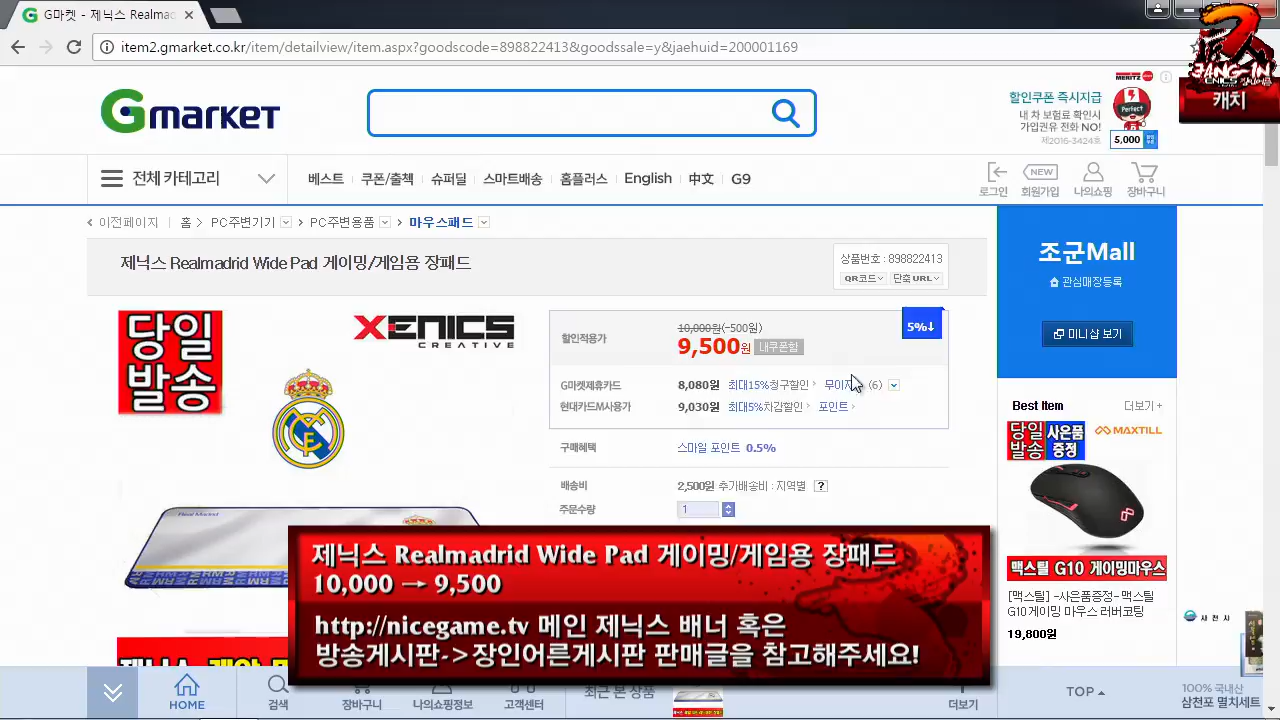 G마켓 - 제닉스 Realmad
item2.gmarket.co.kr/item/detailview/item.aspx?goodscode=898822413&goodssale=y&jaehuid=200001169
캐치
Gmarket
MERITZ
할인쿠폰 즉시지급
내 차 보험료 확인시
가입권유 전화 NO!
제2016-3424호
Perfect
5,000
전체 카테고리
베스트
쿠폰/출첵
슈퍼딜
스마트배송
홈플러스
English
中文
G9
로그인
NEW
회원가입
나의쇼핑
장바구니
이전페이지
홈 > PC주변기기 > PC주변용품 > 마우스패드
제닉스 Realmadrid Wide Pad 게이밍/게임용 장패드
상품번호 : 898822413
QR코드
단축URL
조군Mall
관심매장등록
미니샵 보기
당일
발송
XENICS
CREATIVE
Real Madrid
할인적용가
10,000원(-500원)
9,500원 내쿠폰함
5%↓
G마켓제휴카드
8,080원 최대15%청구할인 무이자 (6)
현대카드M사용가
9,030원 최대5%차감할인 포인트
구매혜택
스마일 포인트 0.5%
배송비
2,500원 추가배송비 : 지역별 ?
주문수량
1
Best Item
더보기 +
당일 사은품
발송 증정
MAXTILL
맥스틸 G10 게이밍마우스
[맥스틸] -사은품증정- 맥스틸
G10게이밍 마우스 러버코팅
19,800원
제닉스 Realmadrid Wide Pad 게이밍/게임용 장패드
10,000 → 9,500
http://nicegame.tv 메인 제닉스 배너 혹은
방송게시판->장인어른게시판 판매글을 참고해주세요!
사천시
HOME
검색
장바구니
나의쇼핑정보
고객센터
최근 본 상품
더보기
TOP
100% 국내산
삼천포 멸치세트